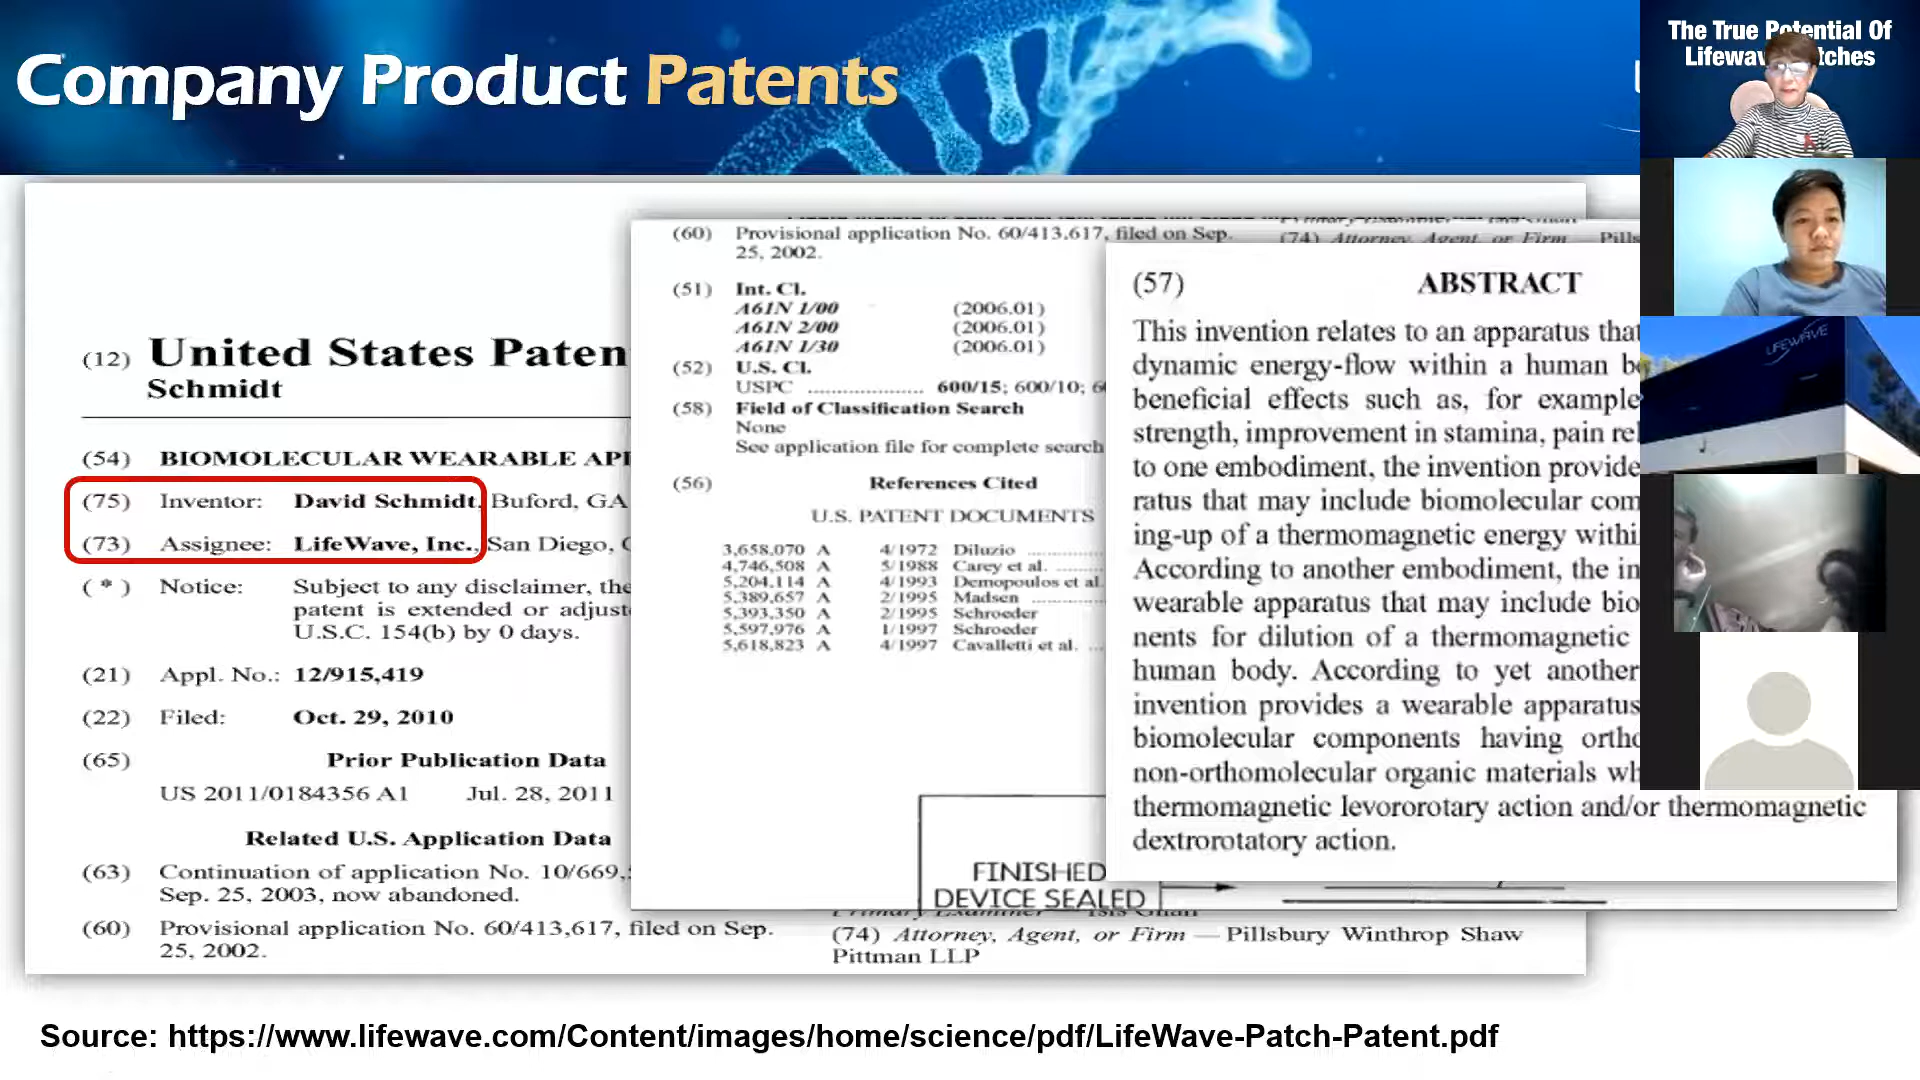 Company Product Patents
The True Potential Of
Lifewave
LIFEWAVE
(12) United States Paten
Schmidt
(54) BIOMOLECULAR WEARABLE
(75) Inventor: David Schmidt, Buford, GA
(73) Assignee: LifeWave, Inc., San Diego,
( * ) Notice: Subject to any disclaimer, the
patent is extended or adjust
U.S.C. 154(b) by 0 days.
(21) Appl. No.: 12/915,419
(22) Filed: Oct. 29, 2010
(65) Prior Publication Data
US 2011/0184356 A1 Jul. 28, 2011
Related U.S. Application Data
(63) Continuation of application No. 10/669,
Sep. 25, 2003, now abandoned.
(60) Provisional application No. 60/413,617, filed on Sep.
25, 2002.
(60) Provisional application No. 60/413,617, filed on Sep.
25, 2002.
(51) Int. Cl.
A61N 1/00 (2006.01)
A61N 2/00 (2006.01)
A61N 1/30 (2006.01)
(52) U.S. Cl.
USPC .................... 600/15; 600/10;
(58) Field of Classification Search
None
See application file for complete search
(56) References Cited
U.S. PATENT DOCUMENTS
3,658,070 A 4/1972 Diluzio
4,746,508 A 5/1988 Carey et al.
5,204,114 A 4/1993 Demopoulos et al.
5,389,657 A 2/1995 Madsen
5,393,350 A 2/1995 Schroeder
5,597,976 A 1/1997 Schroeder
5,618,823 A 4/1997 Cavalletti et al.
FINISHED
DEVICE SEALED
(74) Attorney, Agent, or Firm
(57) ABSTRACT
This invention relates to an apparatus that
dynamic energy-flow within a human
beneficial effects such as, for example
strength, improvement in stamina, pain
to one embodiment, the invention provide
ratus that may include biomolecular com
ing-up of a thermomagnetic energy withi
According to another embodiment, the in
wearable apparatus that may include bio
nents for dilution of a thermomagnetic
human body. According to yet another
invention provides a wearable apparatus
biomolecular components having ortho
non-orthomolecular organic materials wh
thermomagnetic levororotary action and/or thermomagnetic
dextrorotatory action.
(74) Attorney, Agent, or Firm — Pillsbury Winthrop Shaw
Pittman LLP
Source: https://www.lifewave.com/Content/images/home/science/pdf/LifeWave-Patch-Patent.pdf